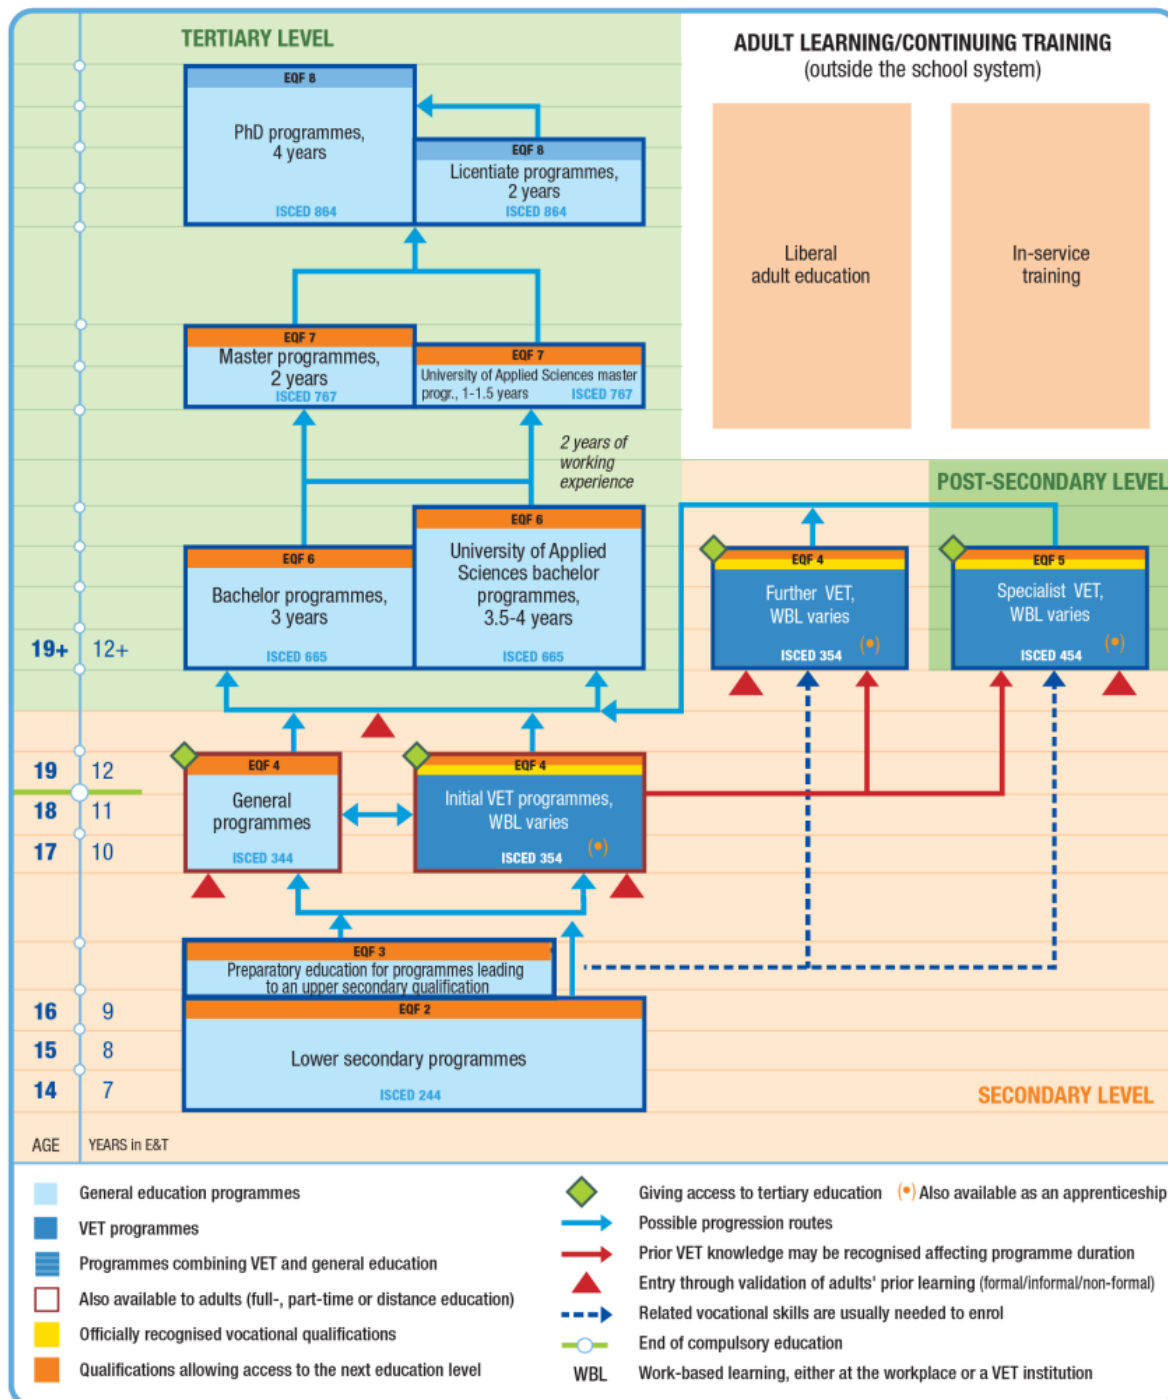 TERTIARY LEVEL
ADULT LEARNING/CONTINUING TRAINING
(outside the school system)
EQF 8
PhD programmes,
4 years
ISCED 864
EQF 8
Licentiate programmes,
2 years
ISCED 864
Liberal
adult education
In-service
training
EQF 7
Master programmes,
2 years
ISCED 767
EQF 7
University of Applied Sciences master
progr., 1-1.5 years ISCED 767
2 years of
working
experience
POST-SECONDARY LEVEL
EQF 6
Bachelor programmes,
3 years
ISCED 665
EQF 6
University of Applied
Sciences bachelor
programmes,
3.5-4 years
ISCED 665
EQF 4
Further VET,
WBL varies
ISCED 354
EQF 5
Specialist VET,
WBL varies
ISCED 454
19+ 12+
19 12
18 11
17 10
EQF 4
General
programmes
ISCED 344
EQF 4
Initial VET programmes,
WBL varies
ISCED 354
EQF 3
Preparatory education for programmes leading
to an upper secondary qualification
16 9
15 8
14 7
EQF 2
Lower secondary programmes
ISCED 244
SECONDARY LEVEL
AGE YEARS in E&T
General education programmes
VET programmes
Programmes combining VET and general education
Also available to adults (full-, part-time or distance education)
Officially recognised vocational qualifications
Qualifications allowing access to the next education level
Giving access to tertiary education
Also available as an apprenticeship
Possible progression routes
Prior VET knowledge may be recognised affecting programme duration
Entry through validation of adults' prior learning (formal/informal/non-formal)
Related vocational skills are usually needed to enrol
End of compulsory education
WBL Work-based learning, either at the workplace or a VET institution